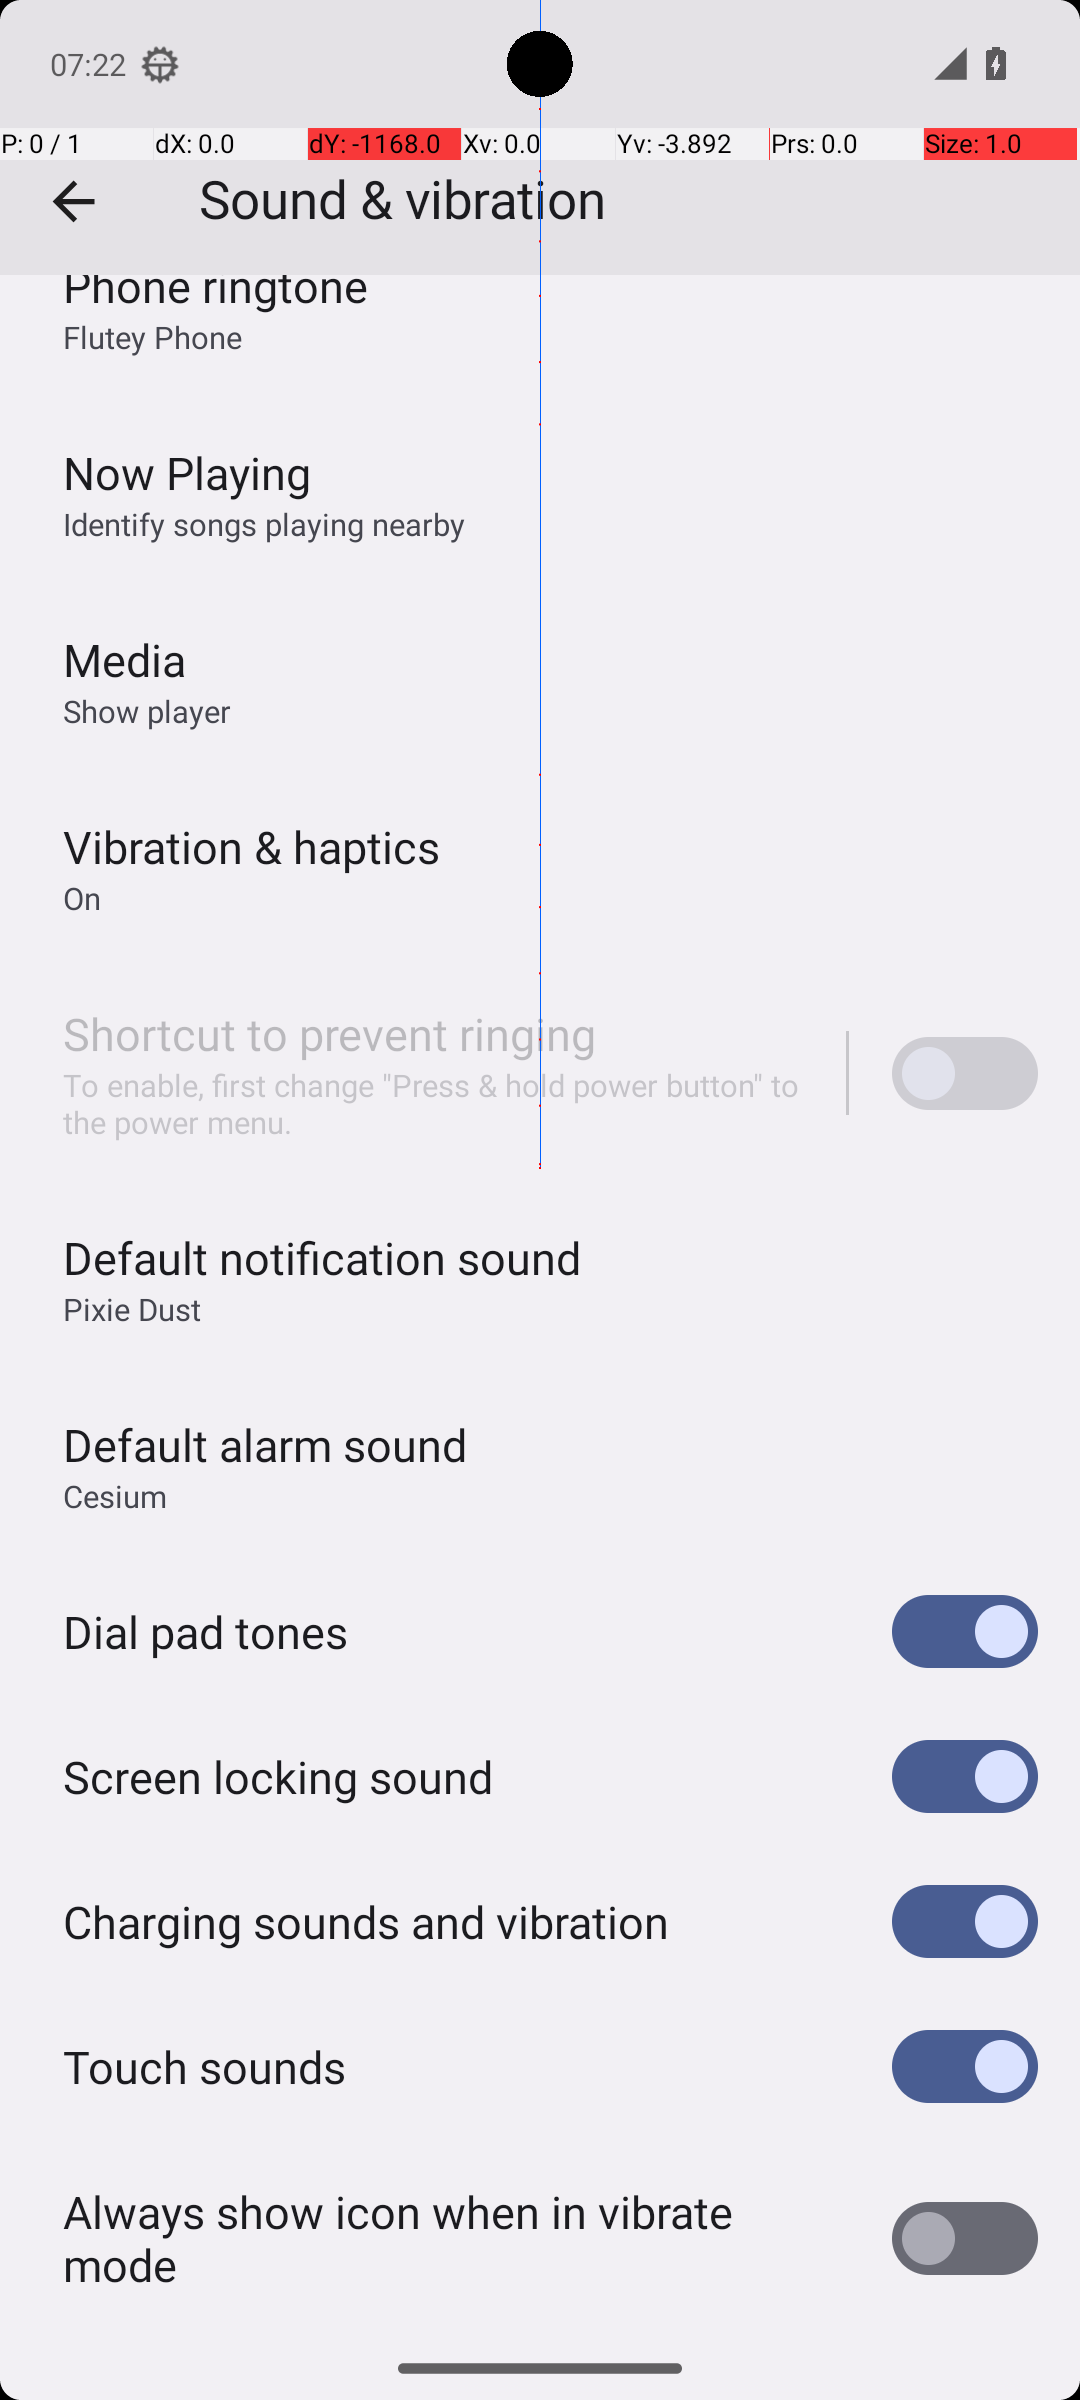 07:22
P: 0 / 1 dX: 0.0 dY: -1168.0 Xv: 0.0 Yv: -3.892 Prs: 0.0 Size: 1.0
Sound & vibration
Phone ringtone
Flutey Phone
Now Playing
Identify songs playing nearby
Media
Show player
Vibration & haptics
On
Shortcut to prevent ringing
To enable, first change "Press & hold power button" to
the power menu.
Default notification sound
Pixie Dust
Default alarm sound
Cesium
Dial pad tones
Screen locking sound
Charging sounds and vibration
Touch sounds
Always show icon when in vibrate
mode